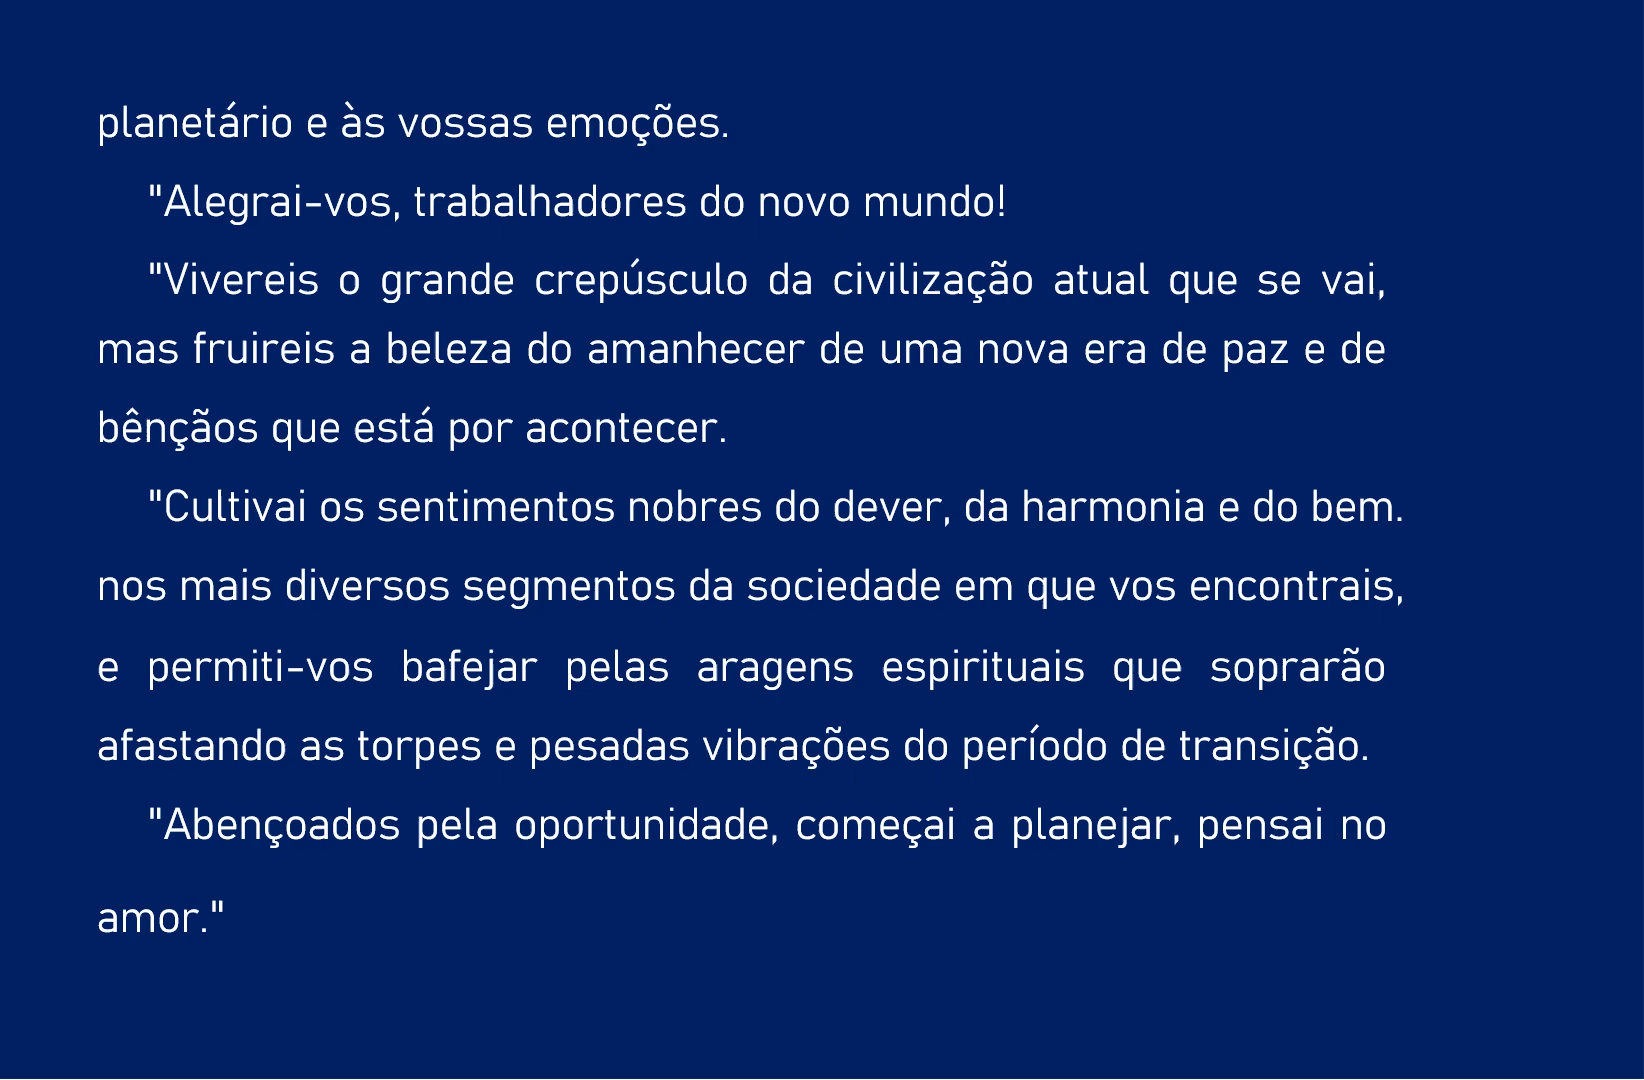 planetário e às vossas emoções.
"Alegrai-vos, trabalhadores do novo mundo!
"Vivereis o grande crepúsculo da civilização atual que se vai,
mas fruireis a beleza do amanhecer de uma nova era de paz e de
bênçãos que está por acontecer.
"Cultivai os sentimentos nobres do dever, da harmonia e do bem.
nos mais diversos segmentos da sociedade em que vos encontrais,
e permiti-vos bafejar pelas aragens espirituais que soprarão
afastando as torpes e pesadas vibrações do período de transição.
"Abençoados pela oportunidade, começai a planejar, pensai no
amor."